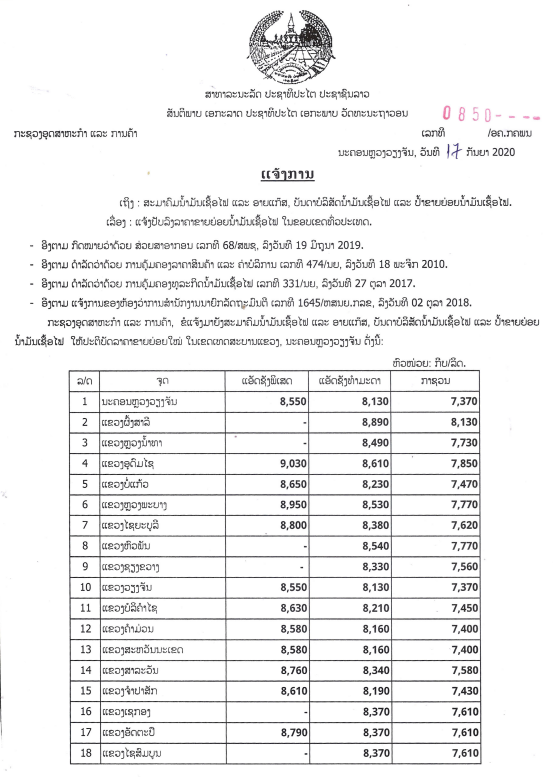 ສາທາລະນະລັດ ປະຊາທິປະໄຕ ປະຊາຊົນລາວ
ສັນຕິພາບ ເອກະລາດ ປະຊາທິປະໄຕ ເອກະພາບ ວັດທະນະຖາວອນ
0850----
ກະຊວງອຸດສາຫະກຳ ແລະ ການຄ້າ ເລກທີ /ອຄ.ກຄພນ
ນະຄອນຫຼວງວຽງຈັນ, ວັນທີ 17 ກັນຍາ 2020
ແຈ້ງການ
ເຖິງ : ສະມາຄົມນ້ຳມັນເຊື້ອໄຟ ແລະ ອາຍແກັສ, ບັນດາບໍລິສັດນ້ຳມັນເຊື້ອໄຟ ແລະ ປ້ຳຂາຍຍ່ອຍນ້ຳມັນເຊື້ອໄຟ.
ເລື່ອງ : ແຈ້ງປັບລົງລາຄາຂາຍຍ່ອຍນ້ຳມັນເຊື້ອໄຟ ໃນຂອບເຂດທົ່ວປະເທດ.
- ອີງຕາມ ກົດໝາຍວ່າດ້ວຍ ສ່ວຍສາອາກອນ ເລກທີ 68/ສພຊ, ລົງວັນທີ 19 ມິຖຸນາ 2019.
- ອີງຕາມ ດຳລັດວ່າດ້ວຍ ການຄຸ້ມຄອງລາຄາສິນຄ້າ ແລະ ຄ່າບໍລິການ ເລກທີ 474/ນຍ, ລົງວັນທີ 18 ພະຈິກ 2010.
- ອີງຕາມ ດຳລັດວ່າດ້ວຍ ການຄຸ້ມຄອງທຸລະກິດນ້ຳມັນເຊື້ອໄຟ ເລກທີ 331/ນຍ, ລົງວັນທີ 27 ຕຸລາ 2017.
- ອີງຕາມ ແຈ້ງການຂອງຫ້ອງວ່າການສຳນັກງານນາຍົກລັດຖະມົນຕີ ເລກທີ 1645/ຫສນຍ.ກລຂ, ລົງວັນທີ 02 ຕຸລາ 2018.
ກະຊວງອຸດສາຫະກຳ ແລະ ການຄ້າ, ຂໍແຈ້ງມາຍັງສະມາຄົມນ້ຳມັນເຊື້ອໄຟ ແລະ ອາຍແກັສ, ບັນດາບໍລິສັດນ້ຳມັນເຊື້ອໄຟ ແລະ ປ້ຳຂາຍຍ່ອຍ
ນ້ຳມັນເຊື້ອໄຟ ໃຫ້ປະຕິບັດລາຄາຂາຍຍ່ອຍໃໝ່ ໃນເຂດເທດສະບານແຂວງ, ນະຄອນຫຼວງວຽງຈັນ ດັ່ງນີ້:
ຫົວໜ່ວຍ: ກີບ/ລິດ.
ລ/ດ ຈຸດ ແອັດຊັງພິເສດ ແອັດຊັງທຳມະດາ ກາຊວນ
1 ນະຄອນຫຼວງວຽງຈັນ 8,550 8,130 7,370
2 ແຂວງຜົ້ງສາລີ - 8,890 8,130
3 ແຂວງຫຼວງນ້ຳທາ - 8,490 7,730
4 ແຂວງອຸດົມໄຊ 9,030 8,610 7,850
5 ແຂວງບໍ່ແກ້ວ 8,650 8,230 7,470
6 ແຂວງຫຼວງພະບາງ 8,950 8,530 7,770
7 ແຂວງໄຊຍະບູລີ 8,800 8,380 7,620
8 ແຂວງຫົວພັນ - 8,540 7,770
9 ແຂວງຊຽງຂວາງ - 8,330 7,560
10 ແຂວງວຽງຈັນ 8,550 8,130 7,370
11 ແຂວງບໍລິຄຳໄຊ 8,630 8,210 7,450
12 ແຂວງຄຳມ່ວນ 8,580 8,160 7,400
13 ແຂວງສະຫວັນນະເຂດ 8,580 8,160 7,400
14 ແຂວງສາລະວັນ 8,760 8,340 7,580
15 ແຂວງຈຳປາສັກ 8,610 8,190 7,430
16 ແຂວງເຊກອງ - 8,370 7,610
17 ແຂວງອັດຕະປື 8,790 8,370 7,610
18 ແຂວງໄຊສົມບູນ - 8,370 7,610